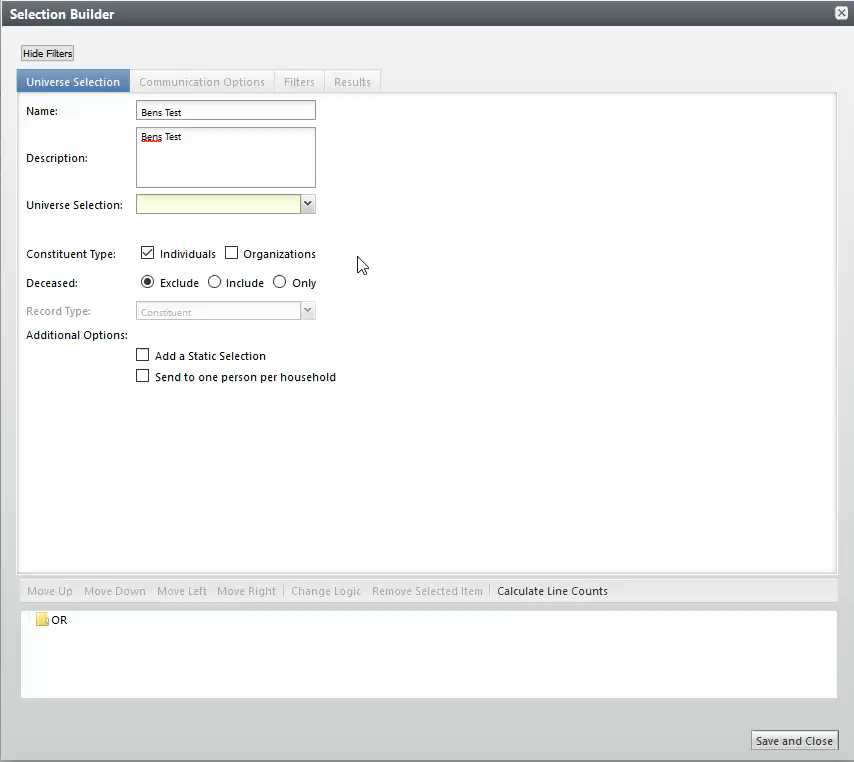 Selection Builder
Hide Filters
Universe Selection Communication Options Filters Results
Name: Bens Test
Description: Bens Test
Universe Selection:
Constituent Type: Individuals Organizations
Deceased: Exclude Include Only
Record Type: Constituent
Additional Options:
Add a Static Selection
Send to one person per household
Move Up Move Down Move Left Move Right Change Logic Remove Selected Item Calculate Line Counts
OR
Save and Close